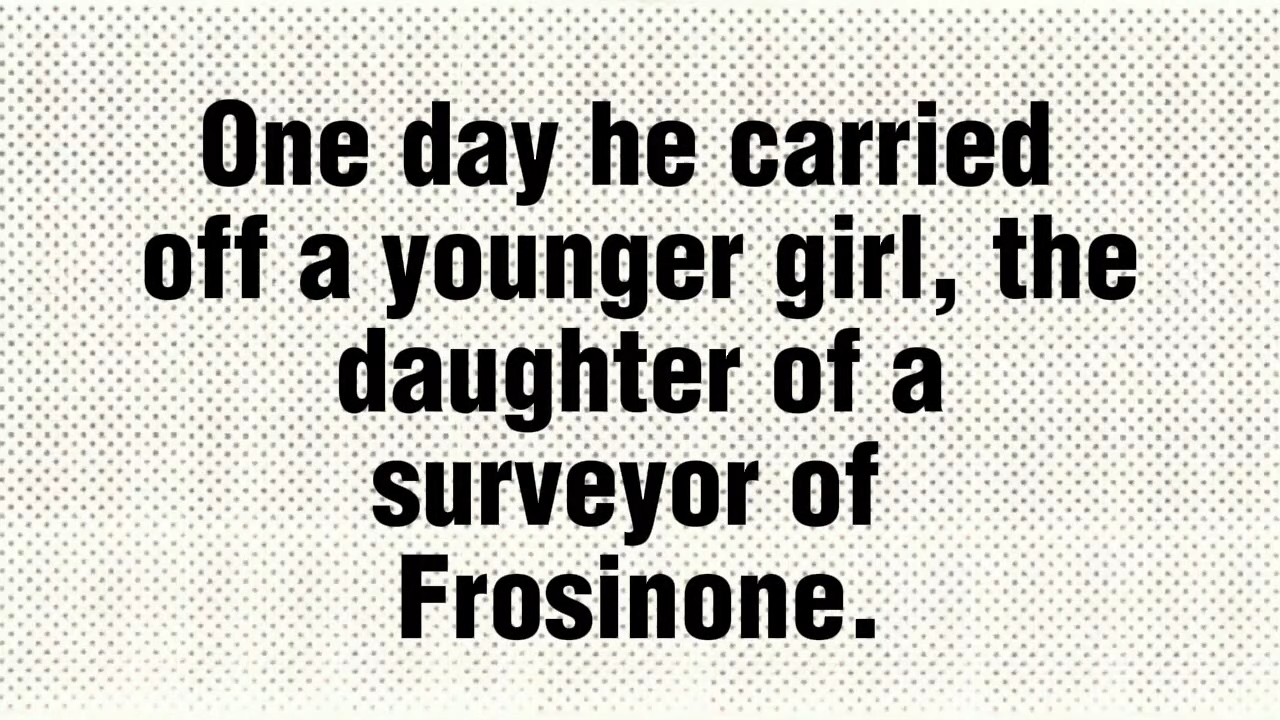 One day he carried
off a younger girl, the
daughter of a
surveyor of
Frosinone.